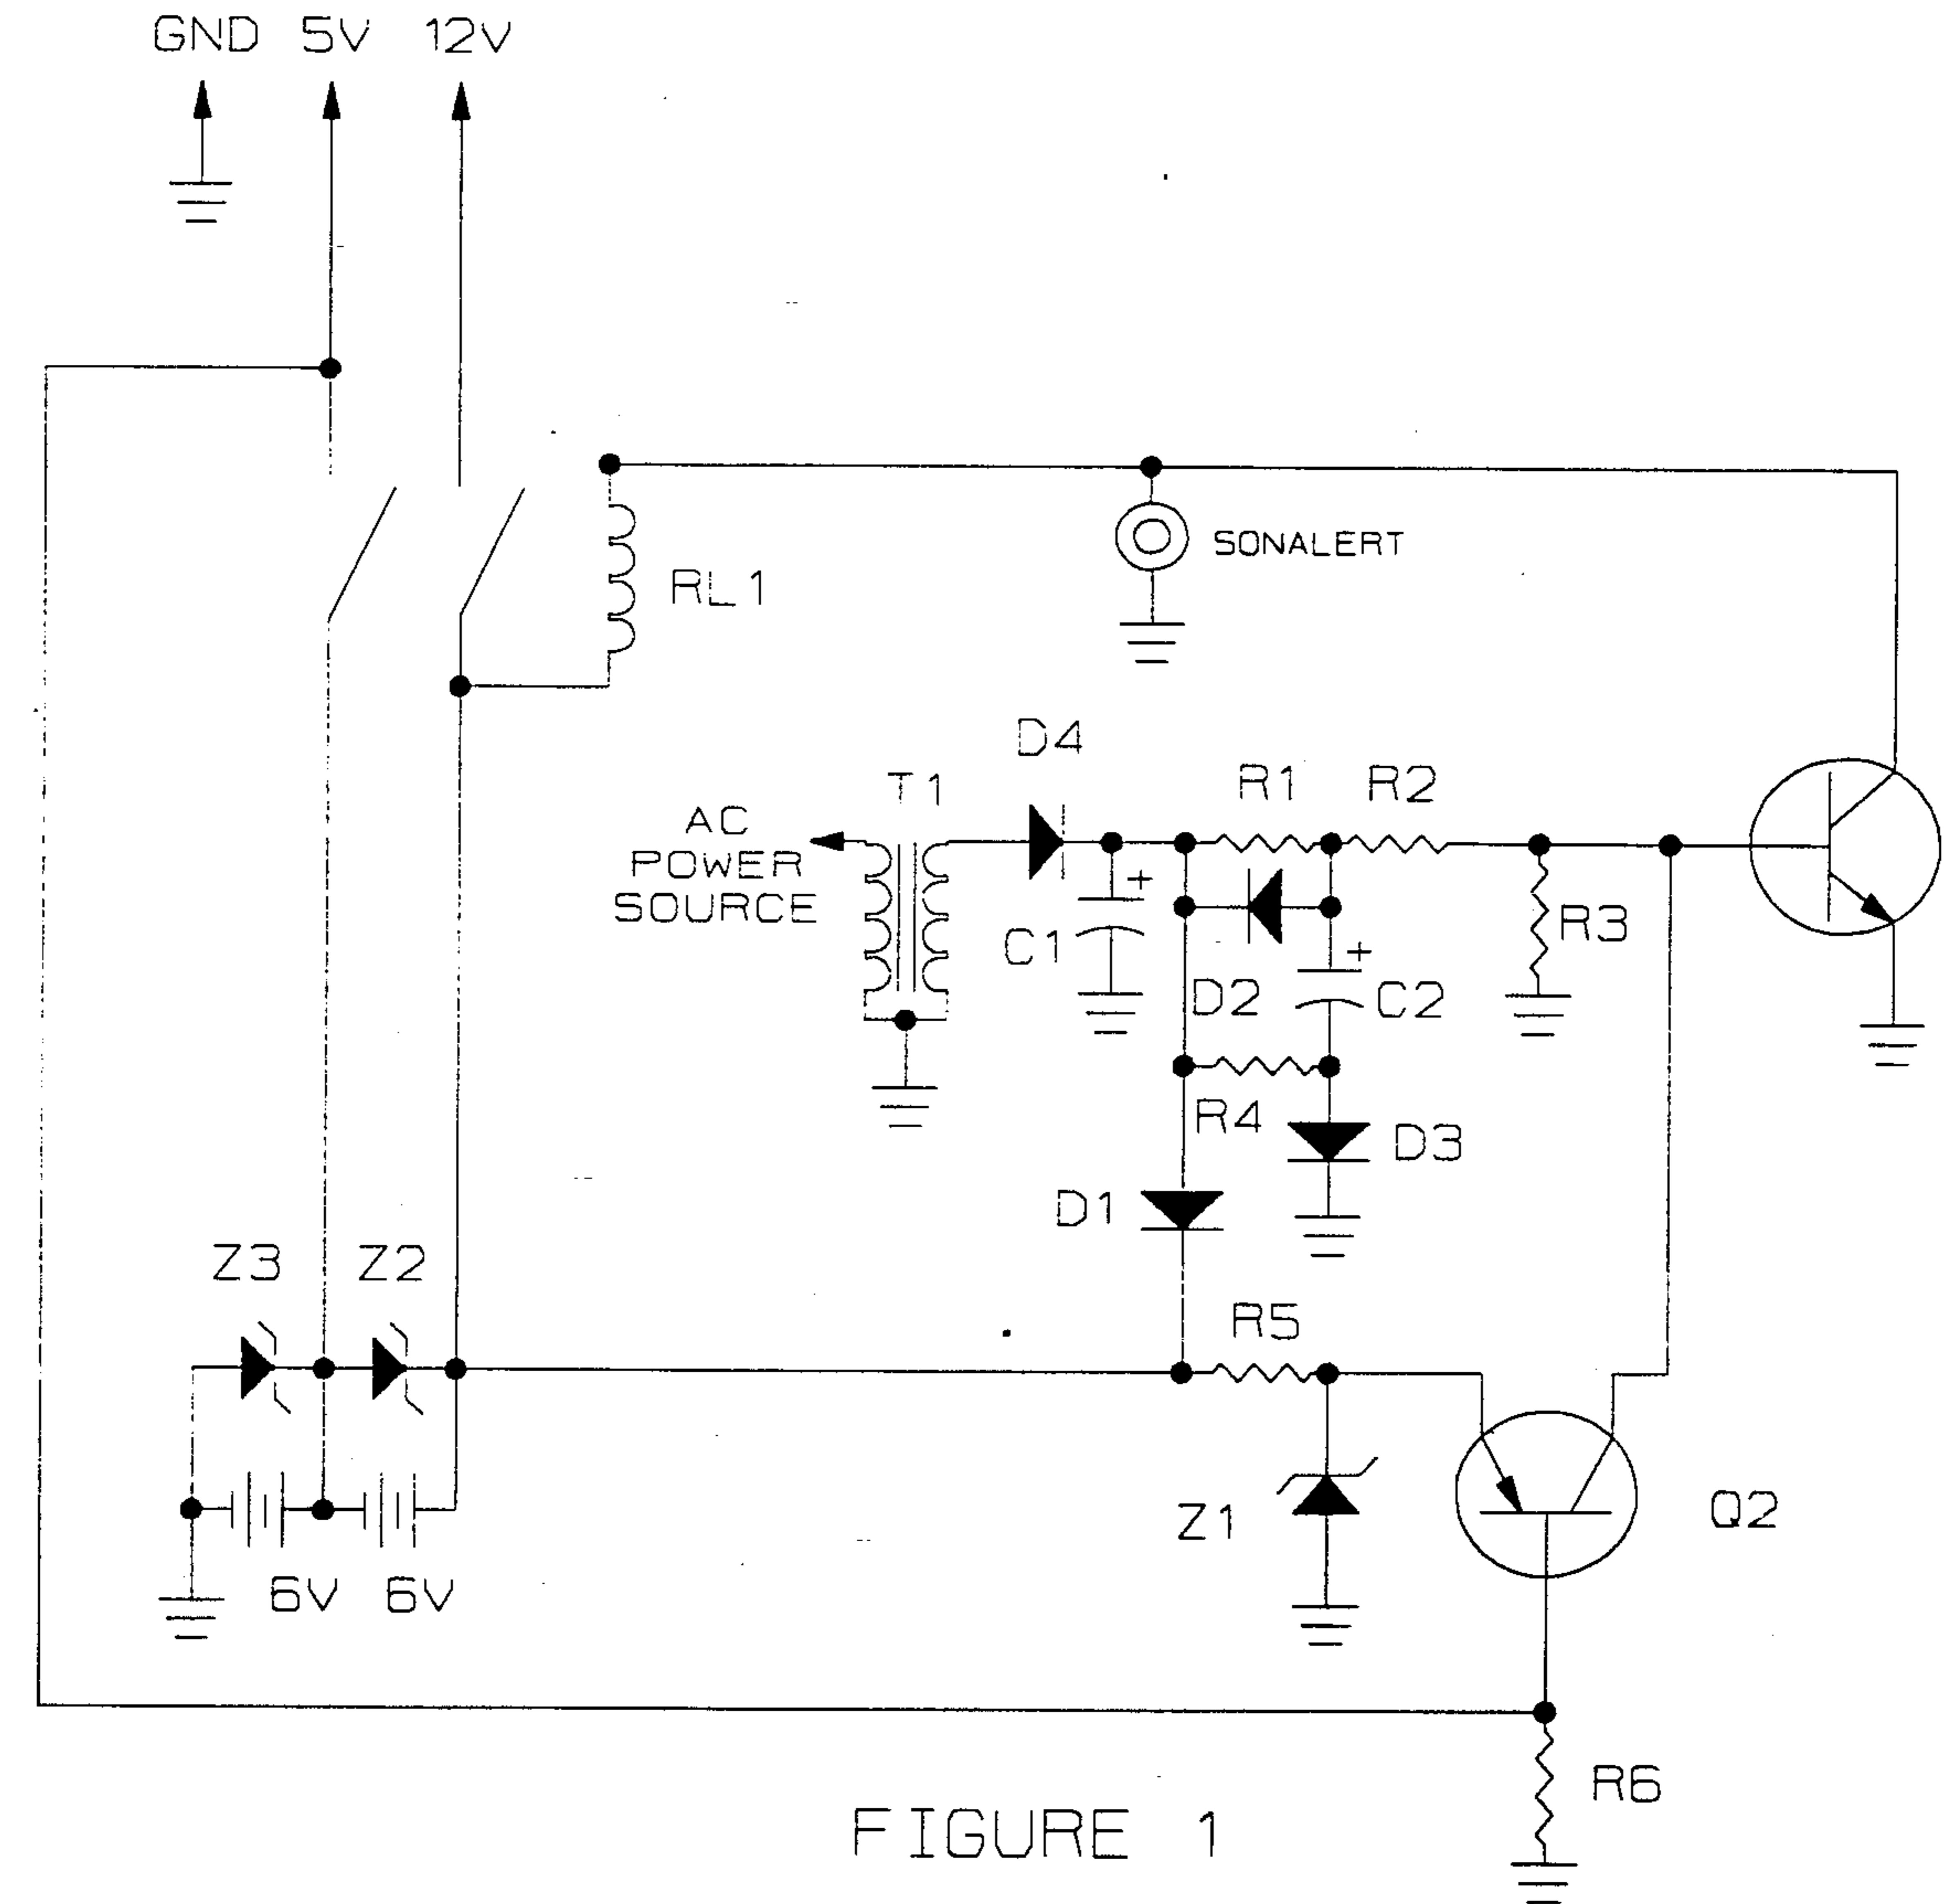 GND 5V 12V
SONALERT
RL1
D4
T1
R1 R2
AC
POWER
SOURCE
R3
C1
D2
C2
R4
D3
D1
Z3 Z2
R5
Z1
Q2
6V 6V
R6
FIGURE 1